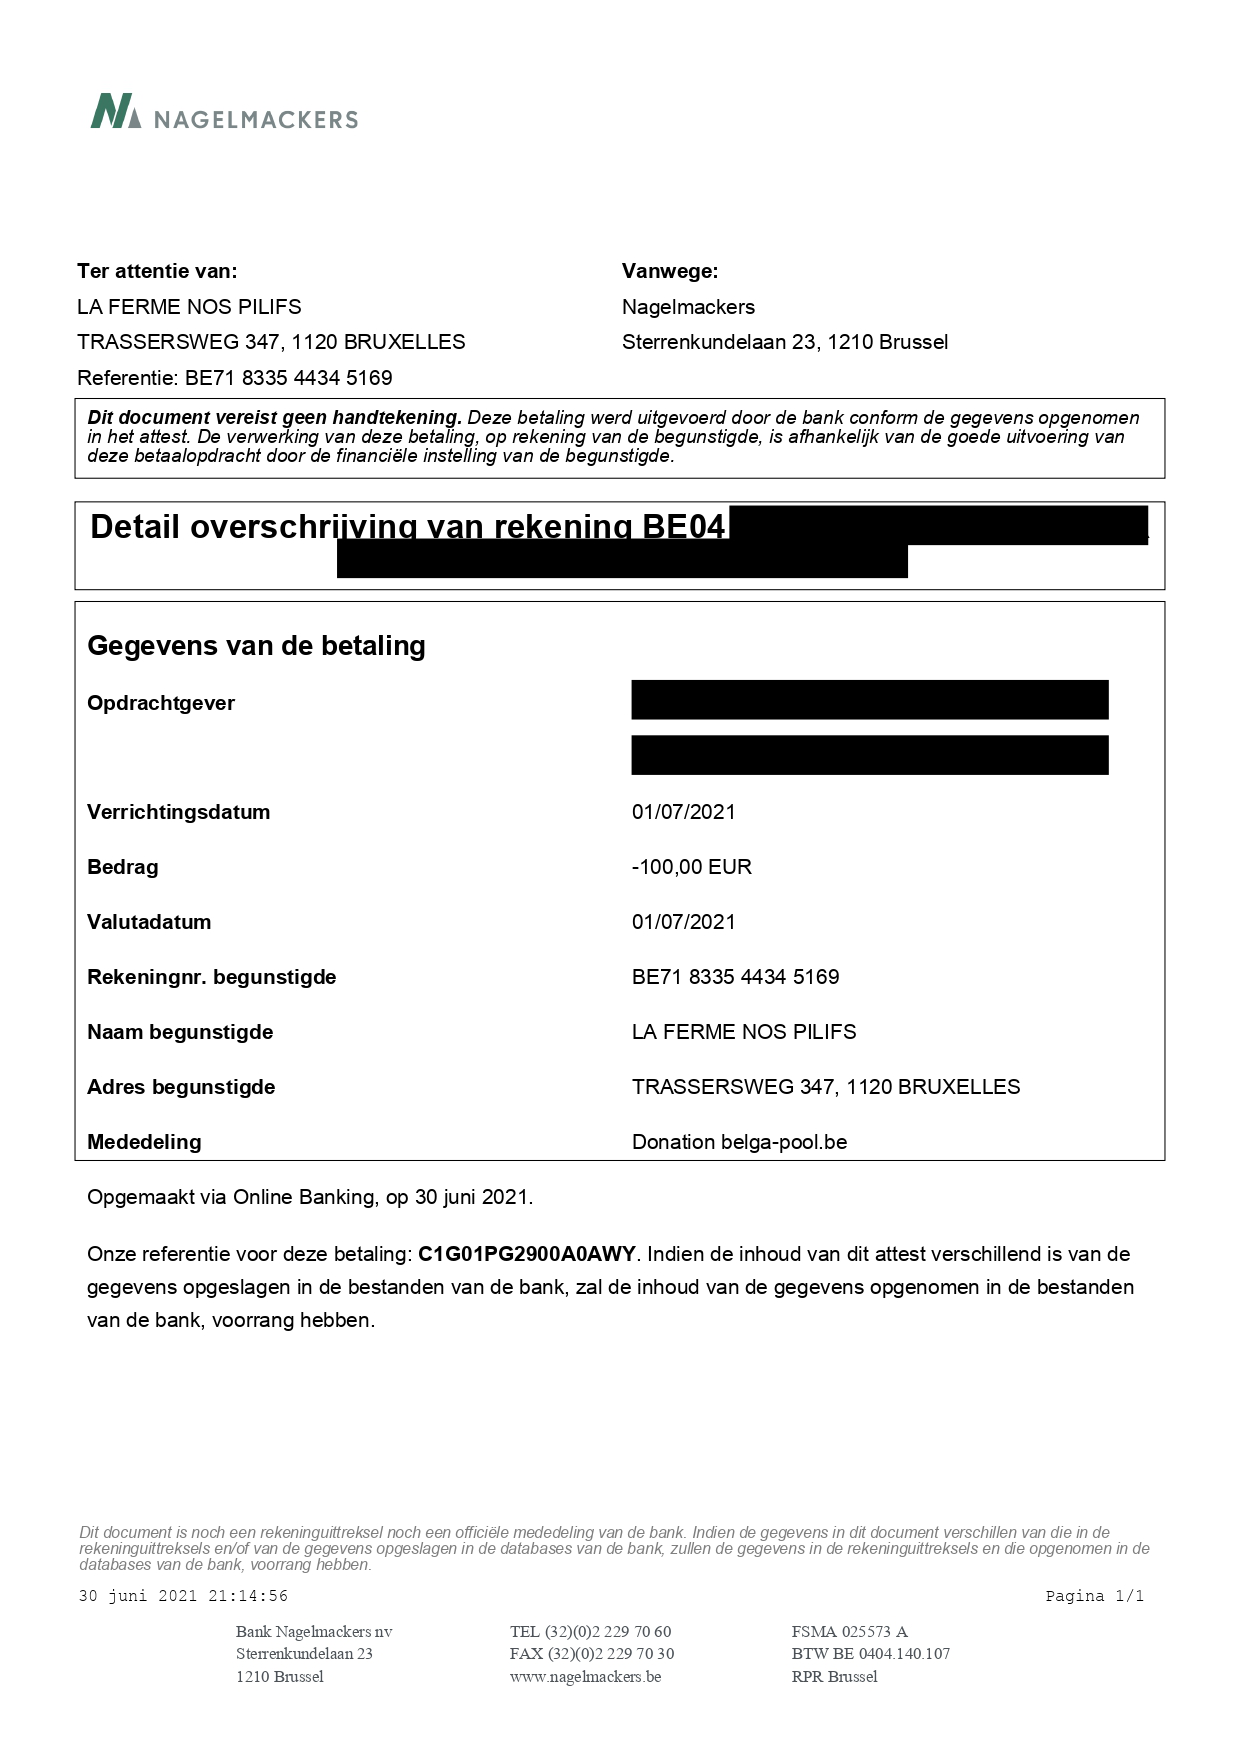 NAGELMACKERS
Ter attentie van:
LA FERME NOS PILIFS
TRASSERSWEG 347, 1120 BRUXELLES
Referentie: BE71 8335 4434 5169
Vanwege:
Nagelmackers
Sterrenkundelaan 23, 1210 Brussel
Dit document vereist geen handtekening. Deze betaling werd uitgevoerd door de bank conform de gegevens opgenomen
in het attest. De verwerking van deze betaling, op rekening van de begunstigde, is afhankelijk van de goede uitvoering van
deze betaalopdracht door de financiële instelling van de begunstigde.
Detail overschrijving van rekening BE04
Gegevens van de betaling
Opdrachtgever
Verrichtingsdatum 01/07/2021
Bedrag -100,00 EUR
Valutadatum 01/07/2021
Rekeningnr. begunstigde BE71 8335 4434 5169
Naam begunstigde LA FERME NOS PILIFS
Adres begunstigde TRASSERSWEG 347, 1120 BRUXELLES
Mededeling Donation belga-pool.be
Opgemaakt via Online Banking, op 30 juni 2021.
Onze referentie voor deze betaling: C1G01PG2900A0AWY. Indien de inhoud van dit attest verschillend is van de
gegevens opgeslagen in de bestanden van de bank, zal de inhoud van de gegevens opgenomen in de bestanden
van de bank, voorrang hebben.
Dit document is noch een rekeninguittreksel noch een officiële mededeling van de bank. Indien de gegevens in dit document verschillen van die in de
rekeninguittreksels en/of van de gegevens opgeslagen in de databases van de bank, zullen de gegevens in de rekeninguittreksels en die opgenomen in de
databases van de bank, voorrang hebben.
30 juni 2021 21:14:56 Pagina 1/1
Bank Nagelmackers nv TEL (32)(0)2 229 70 60 FSMA 025573 A
Sterrenkundelaan 23 FAX (32)(0)2 229 70 30 BTW BE 0404.140.107
1210 Brussel www.nagelmackers.be RPR Brussel